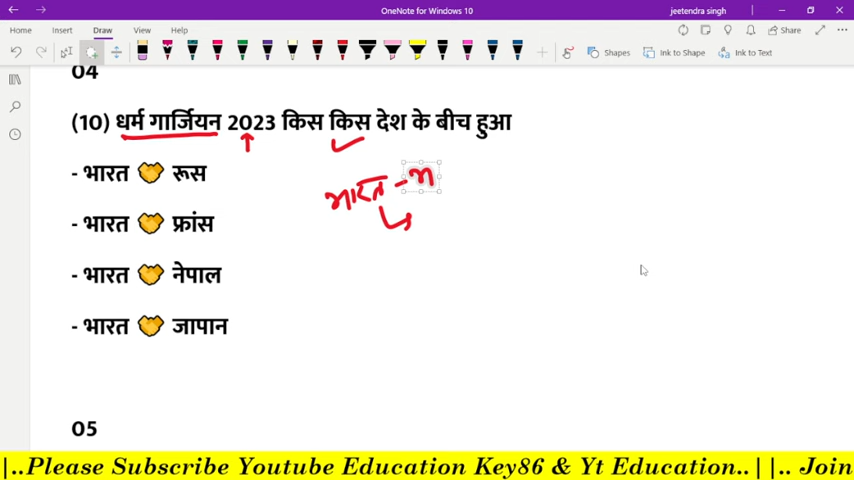 OneNote for Windows 10
jeetendra singh
Home Insert Draw View Help
Share
Shapes Ink to Shape Ink to Text
04
(10) धर्म गार्जियन 2023 किस किस देश के बीच हुआ
- भारत 🤝 रूस
भारत -
- भारत 🤝 फ्रांस
- भारत 🤝 नेपाल
- भारत 🤝 जापान
05
|..Please Subscribe Youtube Education Key86 & Yt Education..| |.. Join